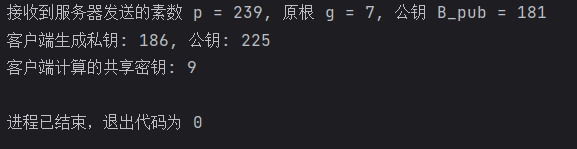 接收到服务器发送的素数 p = 239, 原根 g = 7, 公钥 B_pub = 181
客户端生成私钥: 186, 公钥: 225
客户端计算的共享密钥: 9
进程已结束，退出代码为 0